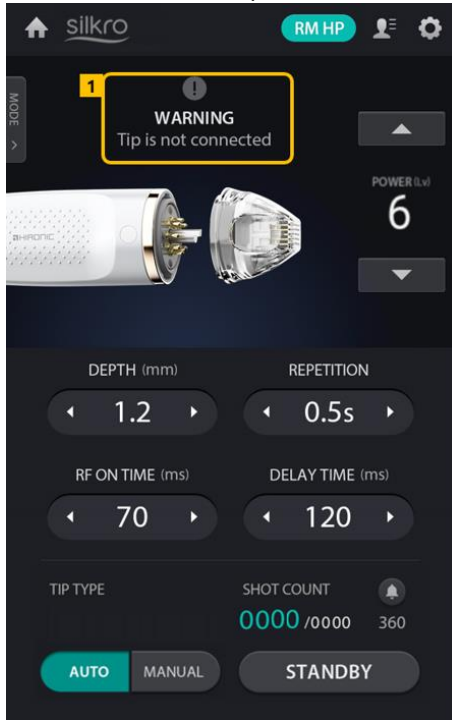 silkro
RM HP
1
WARNING
Tip is not connected
MODE
POWER (Lv)
6
DEPTH (mm)
REPETITION
1.2
0.5s
RF ON TIME (ms)
DELAY TIME (ms)
70
120
TIP TYPE
SHOT COUNT
0000 /0000
360
AUTO
MANUAL
STANDBY